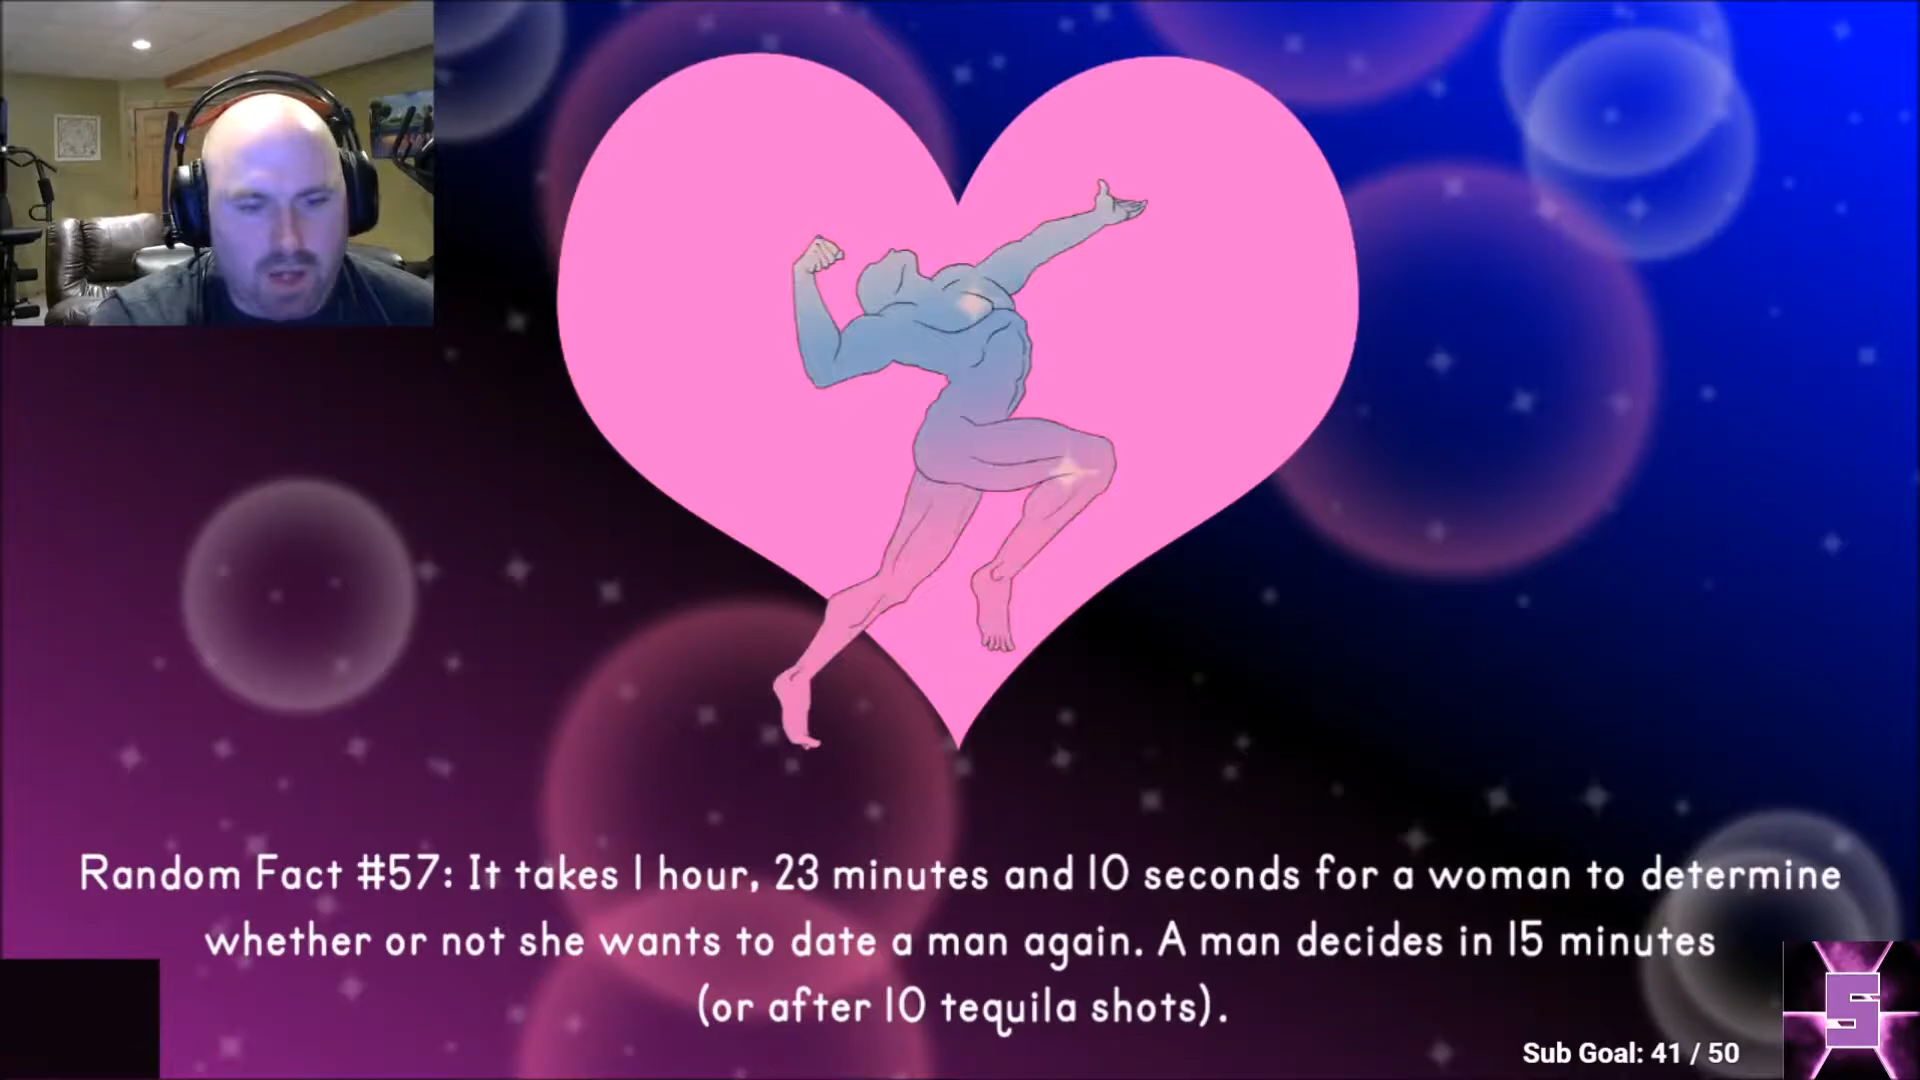 Random Fact #57: It takes 1 hour, 23 minutes and 10 seconds for a woman to determine
whether or not she wants to date a man again. A man decides in 15 minutes
(or after 10 tequila shots).
Sub Goal: 41 / 50
S